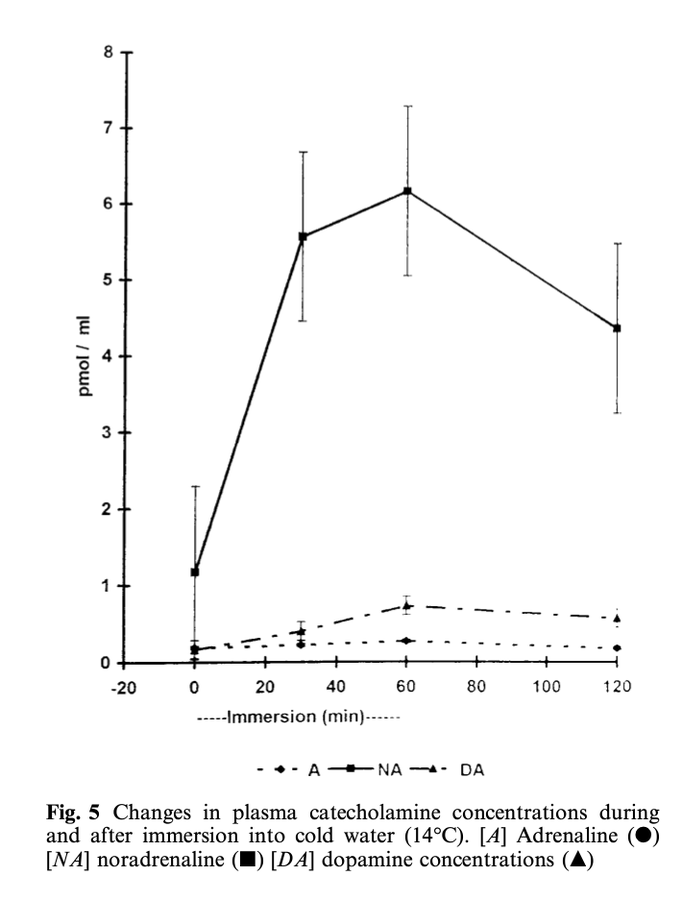 8
7
6
5
4
3
2
1
0
pmol / ml
-20 0 20 40 60 80 100 120
-----Immersion (min)------
A NA DA
Fig. 5 Changes in plasma catecholamine concentrations during
and after immersion into cold water (14°C). [A] Adrenaline (●)
[NA] noradrenaline (■) [DA] dopamine concentrations (▲)